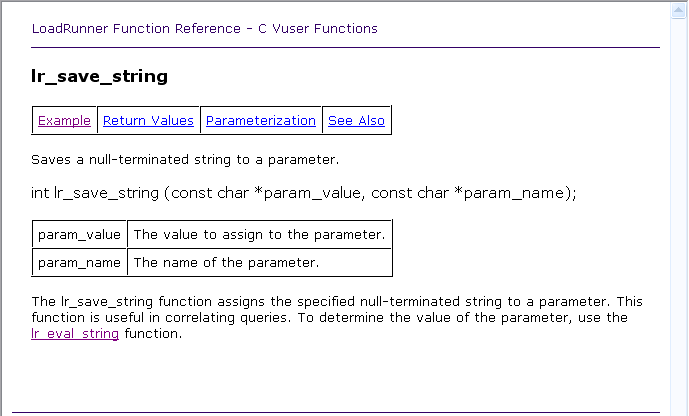 LoadRunner Function Reference - C Vuser Functions
lr_save_string
Example Return Values Parameterization See Also
Saves a null-terminated string to a parameter.
int lr_save_string (const char *param_value, const char *param_name);
param_value The value to assign to the parameter.
param_name The name of the parameter.
The lr_save_string function assigns the specified null-terminated string to a parameter. This
function is useful in correlating queries. To determine the value of the parameter, use the
lr_eval_string function.